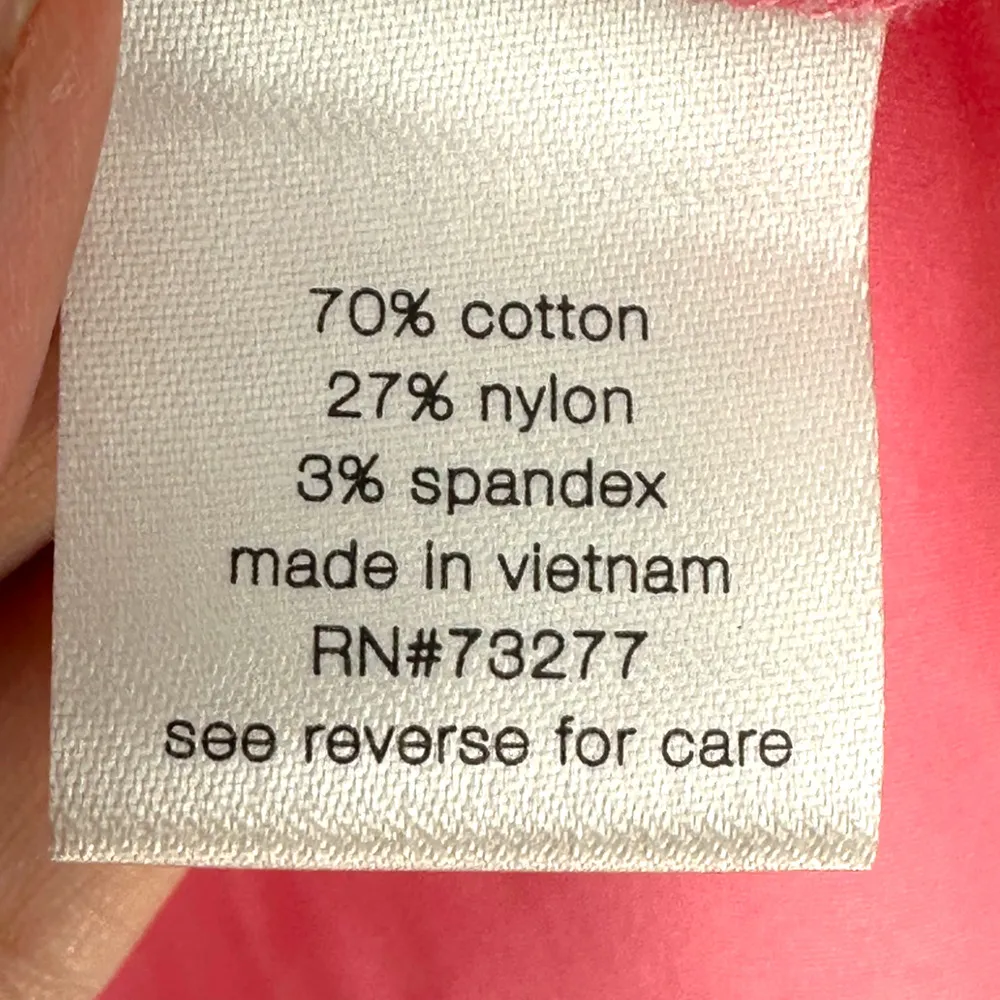 70% cotton
27% nylon
3% spandex
made in vietnam
RN#73277
see reverse for care